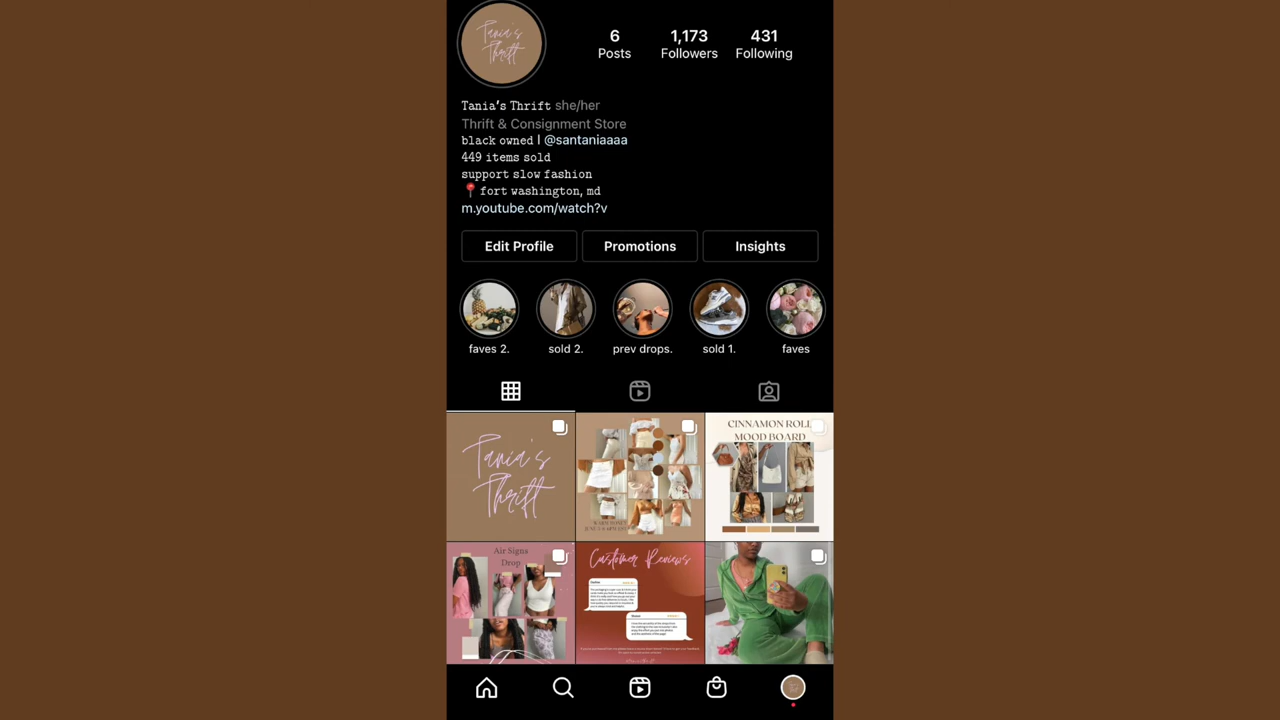 Tania's
Thrift
6
Posts
1,173
Followers
431
Following
Tania's Thrift she/her
Thrift & Consignment Store
black owned | @santaniaaaa
449 items sold
support slow fashion
📍 fort washington, md
m.youtube.com/watch?v
Edit Profile
Promotions
Insights
faves 2.
sold 2.
prev drops.
sold 1.
faves
Tania's
Thrift
CINNAMON ROLL
MOOD BOARD
Air Signs
Drop
Customer Reviews